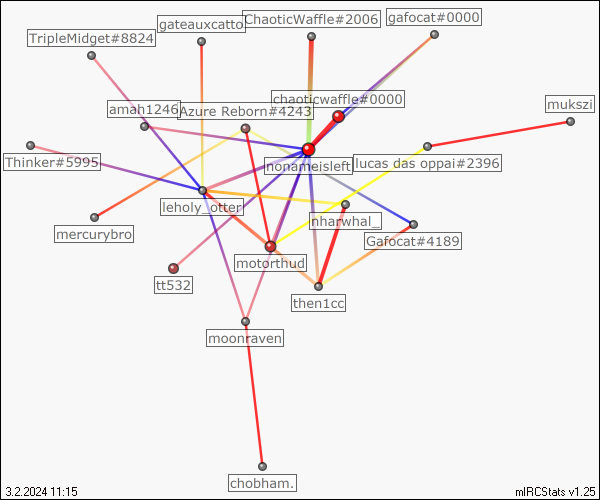 ChaoticWaffle#2006
gafocat#0000
gateauxcatto
TripleMidget#8824
chaoticwaffle#0000
mukszi
amah1246
Azure Reborn#4243
Thinker#5995
nonameisleft
lucas das oppai#2396
leholy_otter
nharwhal_
mercurybro
Gafocat#4189
motorthud
tt532
then1cc
moonraven
chobham.
3.2.2024 11:15
mIRCStats v1.25